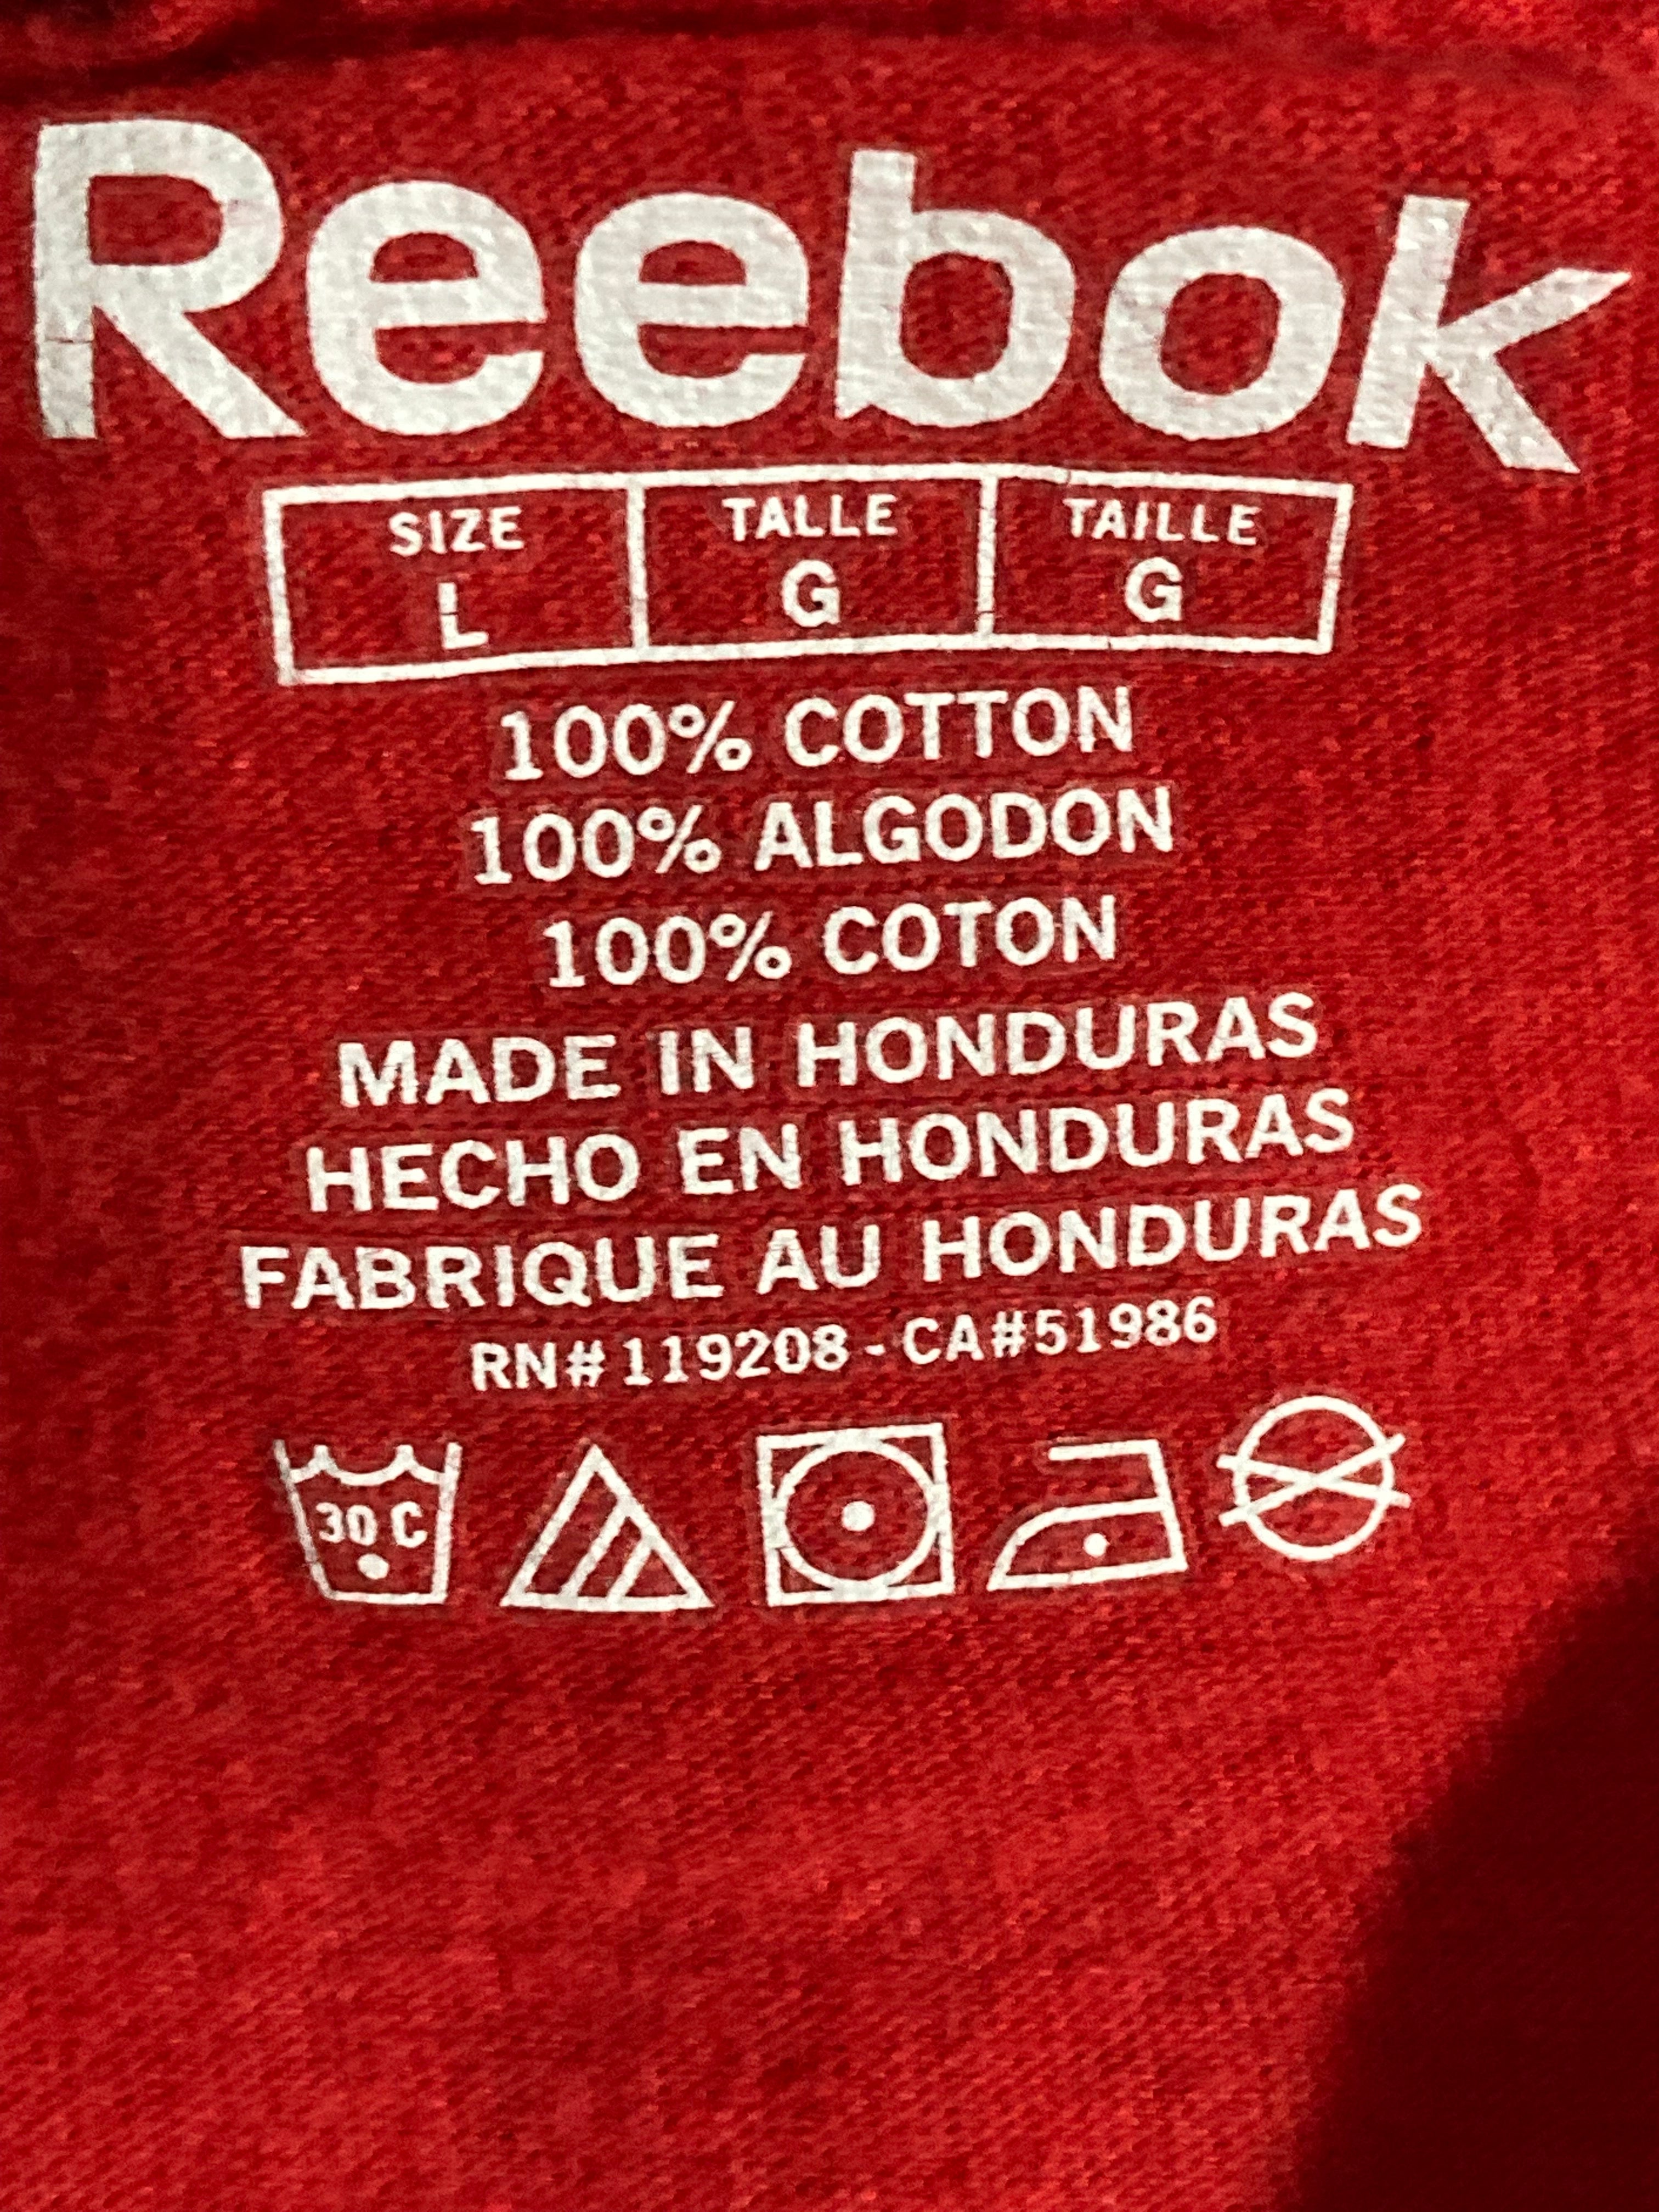 Reebok
SIZE TALLE TAILLE
L G G
100% COTTON
100% ALGODON
100% COTON
MADE IN HONDURAS
HECHO EN HONDURAS
FABRIQUE AU HONDURAS
RN#119208 - CA#51986
30 C